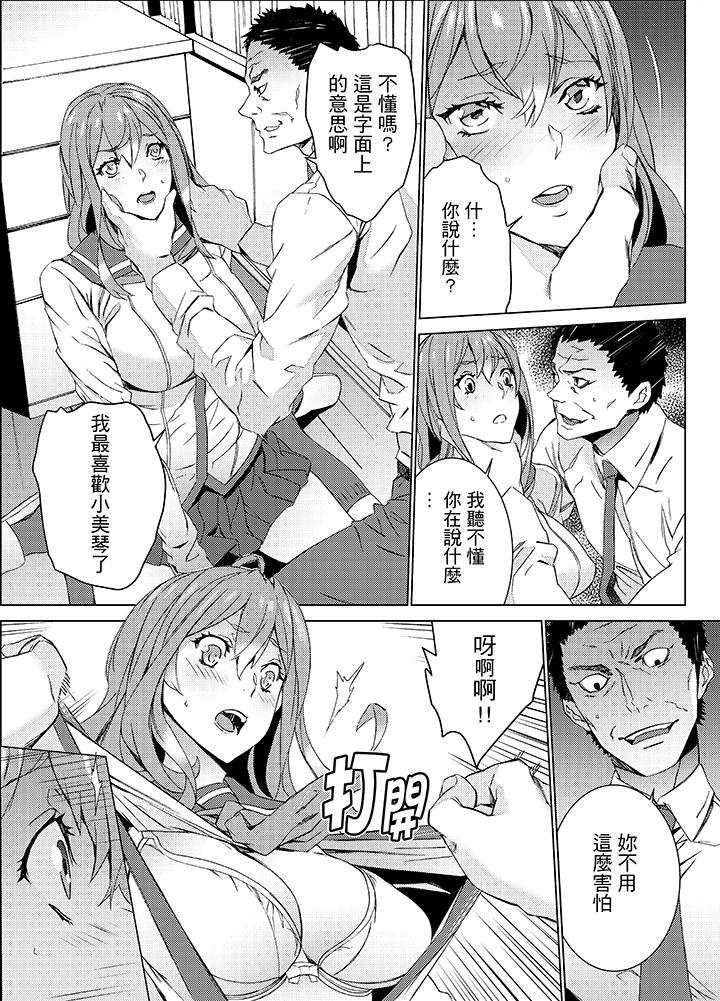 什…
你說什麼?
不懂嗎?
這是字面上
的意思啊
我最喜歡小美琴了
我聽不懂
你在說什麼
…
妳不用
這麼害怕
呀啊啊!!
打開